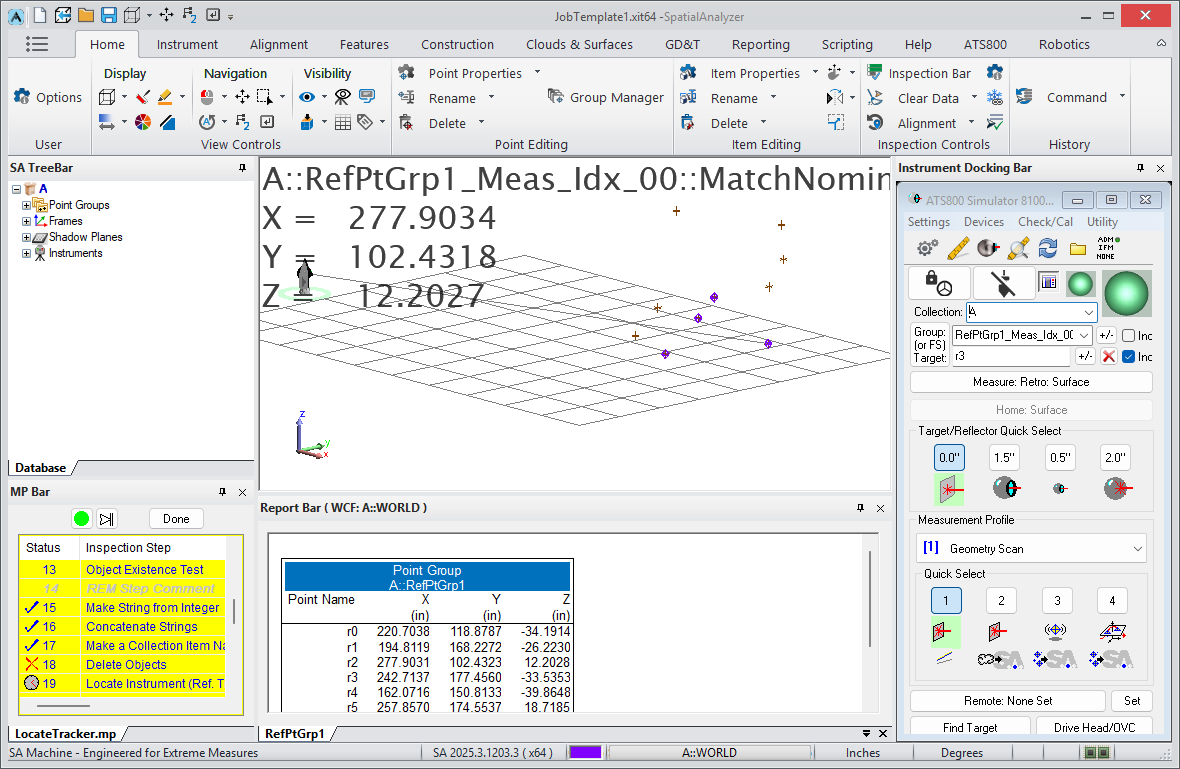 JobTemplate1.xit64 -SpatialAnalyzer
Home Instrument Alignment Features Construction Clouds & Surfaces GD&T Reporting Scripting Help ATS800 Robotics
Options
User
Display Navigation Visibility
View Controls
Point Properties
Rename
Delete
Group Manager
Point Editing
Item Properties
Rename
Delete
Item Editing
Inspection Bar
Clear Data
Alignment
Inspection Controls
Command
History
SA TreeBar
A
Point Groups
Frames
Shadow Planes
Instruments
Database
MP Bar
Done
Status Inspection Step
13 Object Existence Test
14 REM Step Comment
15 Make String from Integer
16 Concatenate Strings
17 Make a Collection Item Na
18 Delete Objects
19 Locate Instrument (Ref. T
LocateTracker.mp
A::RefPtGrp1_Meas_Idx_00::MatchNomin
X = 277.9034
Y = 102.4318
Z = 12.2027
z
y
x
Report Bar ( WCF: A::WORLD )
Point Group
A::RefPtGrp1
Point Name X Y Z
(in) (in) (in)
r0 220.7038 118.8787 -34.1914
r1 194.8119 168.2272 -26.2230
r2 277.9031 102.4323 12.2028
r3 242.7137 177.4560 -33.5353
r4 162.0716 150.8133 -39.8648
r5 257.8570 174.5537 18.7185
RefPtGrp1
Instrument Docking Bar
ATS800 Simulator 8100...
Settings Devices Check/Cal Utility
ADM
IFM
NONE
Collection: A
Group: (or FS) RefPtGrp1_Meas_Idx_00 +/- Inc
Target: r3 +/- Inc
Measure: Retro: Surface
Home: Surface
Target/Reflector Quick Select
0.0" 1.5" 0.5" 2.0"
Measurement Profile
[1] Geometry Scan
Quick Select
1 2 3 4
SA SA SA
Remote: None Set Set
Find Target Drive Head/OVC
SA Machine - Engineered for Extreme Measures SA 2025.3.1203.3 ( x64 ) A::WORLD Inches Degrees